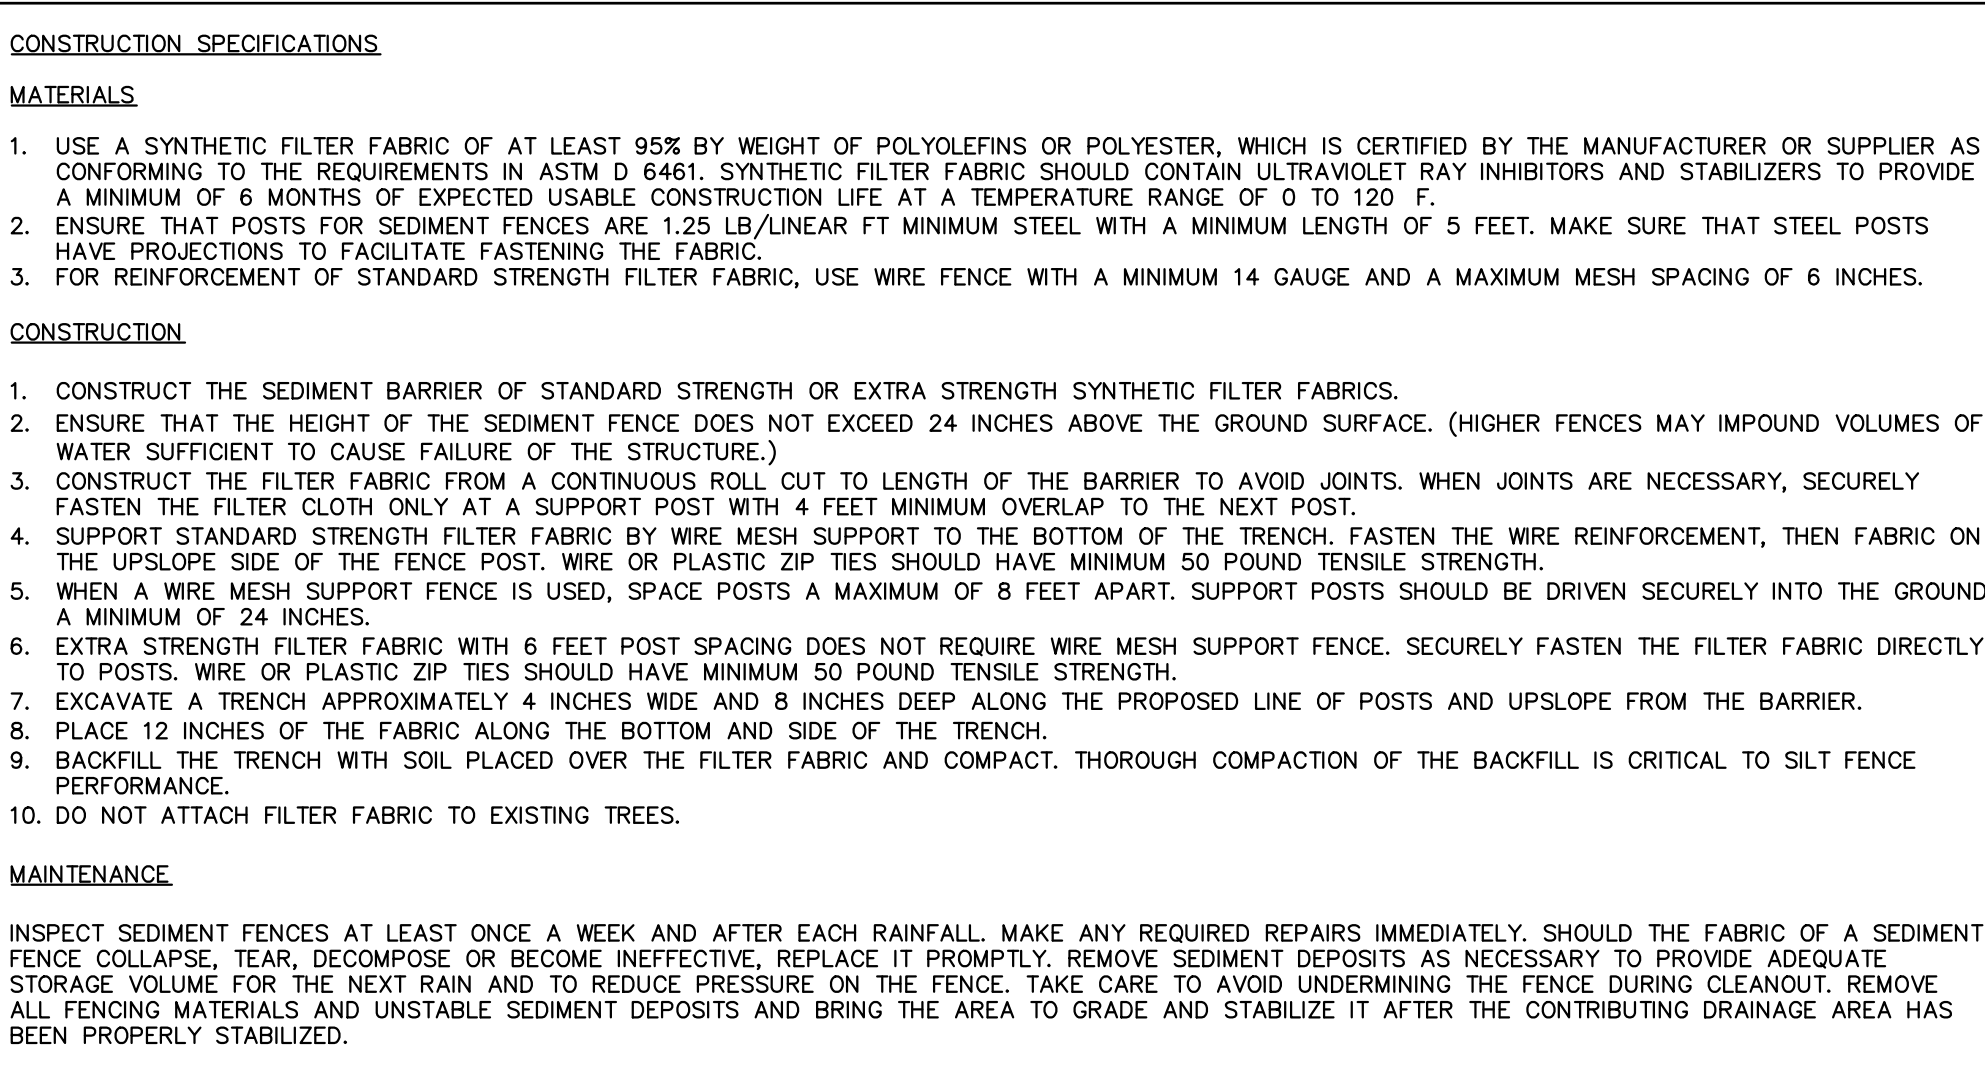 CONSTRUCTION SPECIFICATIONS
MATERIALS
1. USE A SYNTHETIC FILTER FABRIC OF AT LEAST 95% BY WEIGHT OF POLYOLEFINS OR POLYESTER, WHICH IS CERTIFIED BY THE MANUFACTURER OR SUPPLIER AS
CONFORMING TO THE REQUIREMENTS IN ASTM D 6461. SYNTHETIC FILTER FABRIC SHOULD CONTAIN ULTRAVIOLET RAY INHIBITORS AND STABILIZERS TO PROVIDE
A MINIMUM OF 6 MONTHS OF EXPECTED USABLE CONSTRUCTION LIFE AT A TEMPERATURE RANGE OF 0 TO 120 F.
2. ENSURE THAT POSTS FOR SEDIMENT FENCES ARE 1.25 LB/LINEAR FT MINIMUM STEEL WITH A MINIMUM LENGTH OF 5 FEET. MAKE SURE THAT STEEL POSTS
HAVE PROJECTIONS TO FACILITATE FASTENING THE FABRIC.
3. FOR REINFORCEMENT OF STANDARD STRENGTH FILTER FABRIC, USE WIRE FENCE WITH A MINIMUM 14 GAUGE AND A MAXIMUM MESH SPACING OF 6 INCHES.
CONSTRUCTION
1. CONSTRUCT THE SEDIMENT BARRIER OF STANDARD STRENGTH OR EXTRA STRENGTH SYNTHETIC FILTER FABRICS.
2. ENSURE THAT THE HEIGHT OF THE SEDIMENT FENCE DOES NOT EXCEED 24 INCHES ABOVE THE GROUND SURFACE. (HIGHER FENCES MAY IMPOUND VOLUMES OF
WATER SUFFICIENT TO CAUSE FAILURE OF THE STRUCTURE.)
3. CONSTRUCT THE FILTER FABRIC FROM A CONTINUOUS ROLL CUT TO LENGTH OF THE BARRIER TO AVOID JOINTS. WHEN JOINTS ARE NECESSARY, SECURELY
FASTEN THE FILTER CLOTH ONLY AT A SUPPORT POST WITH 4 FEET MINIMUM OVERLAP TO THE NEXT POST.
4. SUPPORT STANDARD STRENGTH FILTER FABRIC BY WIRE MESH SUPPORT TO THE BOTTOM OF THE TRENCH. FASTEN THE WIRE REINFORCEMENT, THEN FABRIC ON
THE UPSLOPE SIDE OF THE FENCE POST. WIRE OR PLASTIC ZIP TIES SHOULD HAVE MINIMUM 50 POUND TENSILE STRENGTH.
5. WHEN A WIRE MESH SUPPORT FENCE IS USED, SPACE POSTS A MAXIMUM OF 8 FEET APART. SUPPORT POSTS SHOULD BE DRIVEN SECURELY INTO THE GROUND
A MINIMUM OF 24 INCHES.
6. EXTRA STRENGTH FILTER FABRIC WITH 6 FEET POST SPACING DOES NOT REQUIRE WIRE MESH SUPPORT FENCE. SECURELY FASTEN THE FILTER FABRIC DIRECTLY
TO POSTS. WIRE OR PLASTIC ZIP TIES SHOULD HAVE MINIMUM 50 POUND TENSILE STRENGTH.
7. EXCAVATE A TRENCH APPROXIMATELY 4 INCHES WIDE AND 8 INCHES DEEP ALONG THE PROPOSED LINE OF POSTS AND UPSLOPE FROM THE BARRIER.
8. PLACE 12 INCHES OF THE FABRIC ALONG THE BOTTOM AND SIDE OF THE TRENCH.
9. BACKFILL THE TRENCH WITH SOIL PLACED OVER THE FILTER FABRIC AND COMPACT. THOROUGH COMPACTION OF THE BACKFILL IS CRITICAL TO SILT FENCE
PERFORMANCE.
10. DO NOT ATTACH FILTER FABRIC TO EXISTING TREES.
MAINTENANCE
INSPECT SEDIMENT FENCES AT LEAST ONCE A WEEK AND AFTER EACH RAINFALL. MAKE ANY REQUIRED REPAIRS IMMEDIATELY. SHOULD THE FABRIC OF A SEDIMENT
FENCE COLLAPSE, TEAR, DECOMPOSE OR BECOME INEFFECTIVE, REPLACE IT PROMPTLY. REMOVE SEDIMENT DEPOSITS AS NECESSARY TO PROVIDE ADEQUATE
STORAGE VOLUME FOR THE NEXT RAIN AND TO REDUCE PRESSURE ON THE FENCE. TAKE CARE TO AVOID UNDERMINING THE FENCE DURING CLEANOUT. REMOVE
ALL FENCING MATERIALS AND UNSTABLE SEDIMENT DEPOSITS AND BRING THE AREA TO GRADE AND STABILIZE IT AFTER THE CONTRIBUTING DRAINAGE AREA HAS
BEEN PROPERLY STABILIZED.